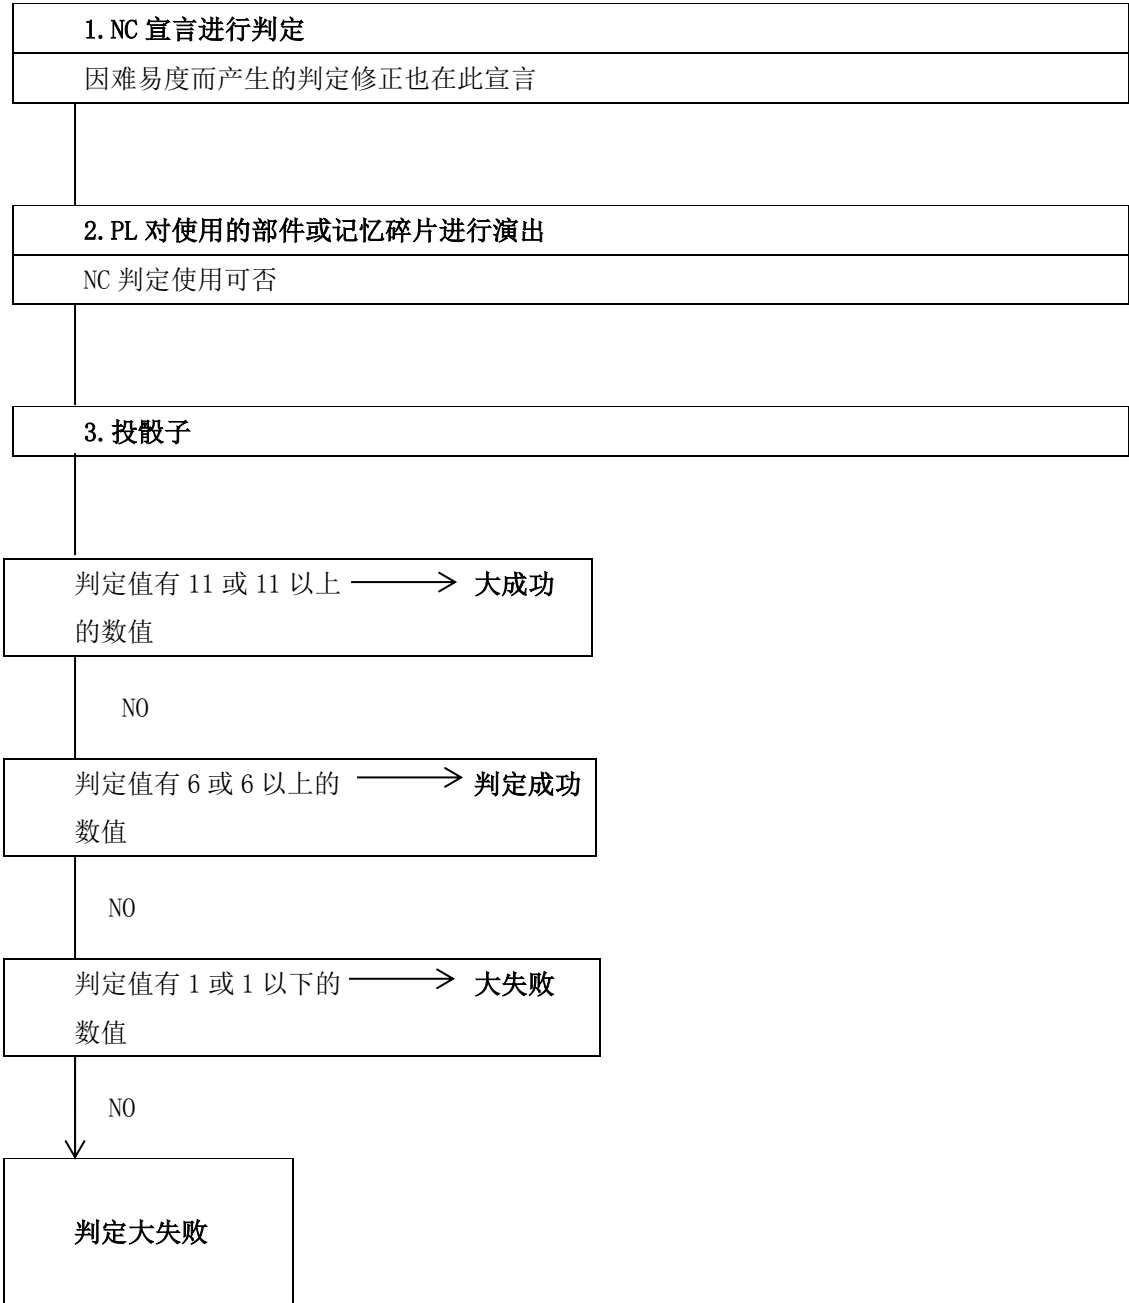 1. NC 宣言进行判定
因难易度而产生的判定修正也在此宣言
2. PL 对使用的部件或记忆碎片进行演出
NC 判定使用可否
3. 投骰子
判定值有 11 或 11 以上 大成功
的数值
NO
判定值有 6 或 6 以上的 判定成功
数值
NO
判定值有 1 或 1 以下的 大失败
数值
NO
判定大失败